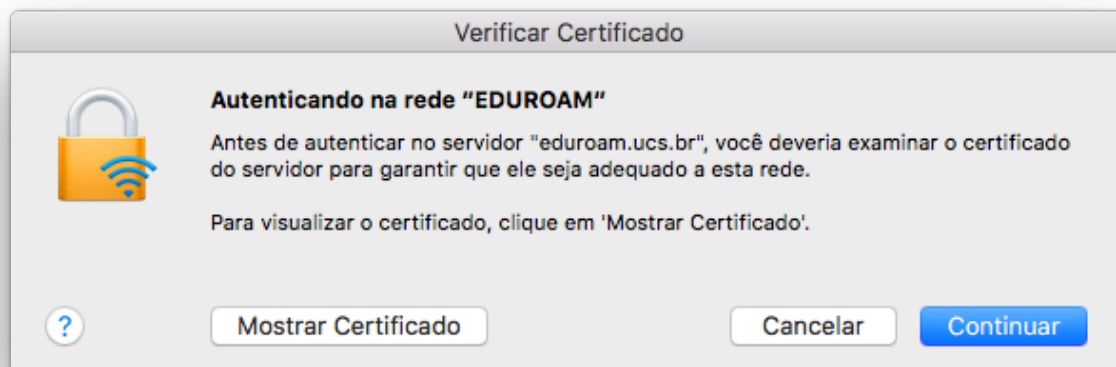 Verificar Certificado
Autenticando na rede “EDUROAM“
Antes de autenticar no servidor "eduroam.ucs.br", você deveria examinar o certificado
do servidor para garantir que ele seja adequado a esta rede.
Para visualizar o certificado, clique em 'Mostrar Certificado'.
?
Mostrar Certificado
Cancelar
Continuar